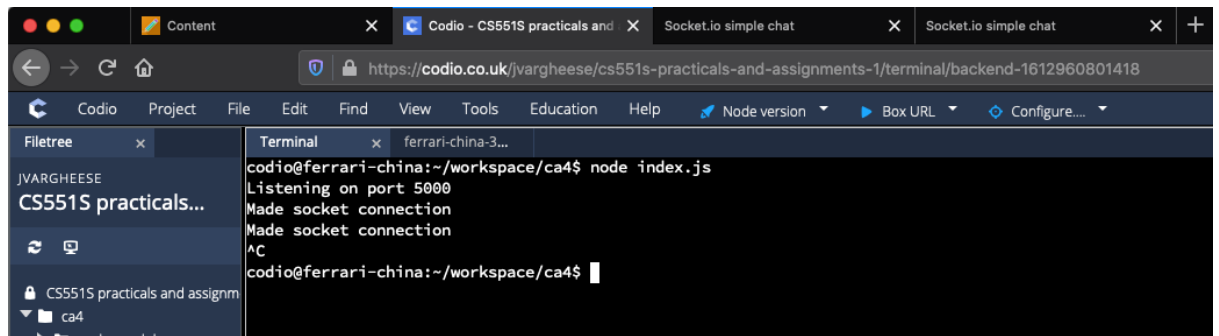 Content
Codio - CS551S practicals and
Socket.io simple chat
Socket.io simple chat
https://codio.co.uk/jvargheese/cs551s-practicals-and-assignments-1/terminal/backend-1612960801418
Codio Project File Edit Find View Tools Education Help Node version Box URL Configure....
Filetree
Terminal
ferrari-china-3...
JVARGHEESE
CS551S practicals...
CS551S practicals and assignm
ca4
codio@ferrari-china:~/workspace/ca4$ node index.js
Listening on port 5000
Made socket connection
Made socket connection
^C
codio@ferrari-china:~/workspace/ca4$